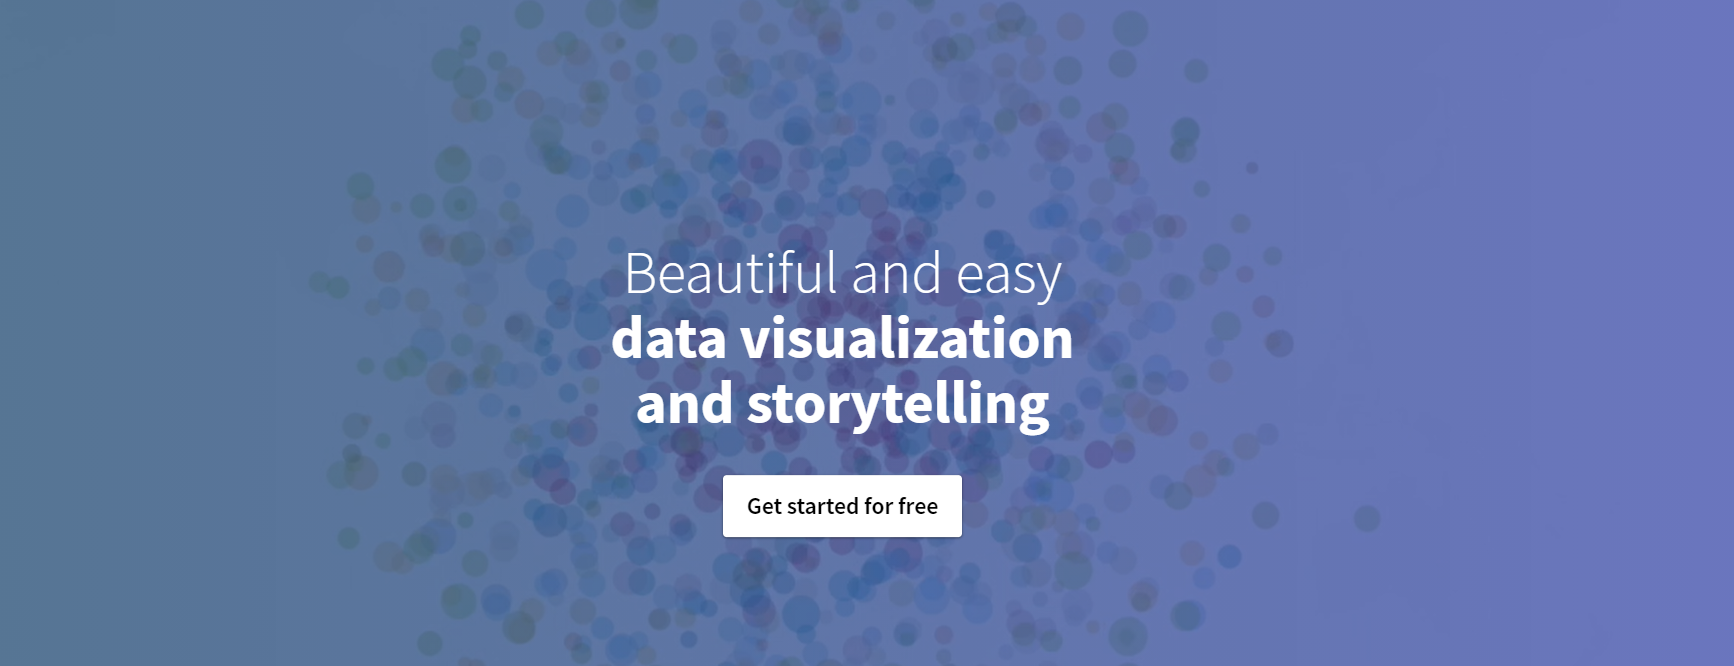 Beautiful and easy
data visualization
and storytelling
Get started for free